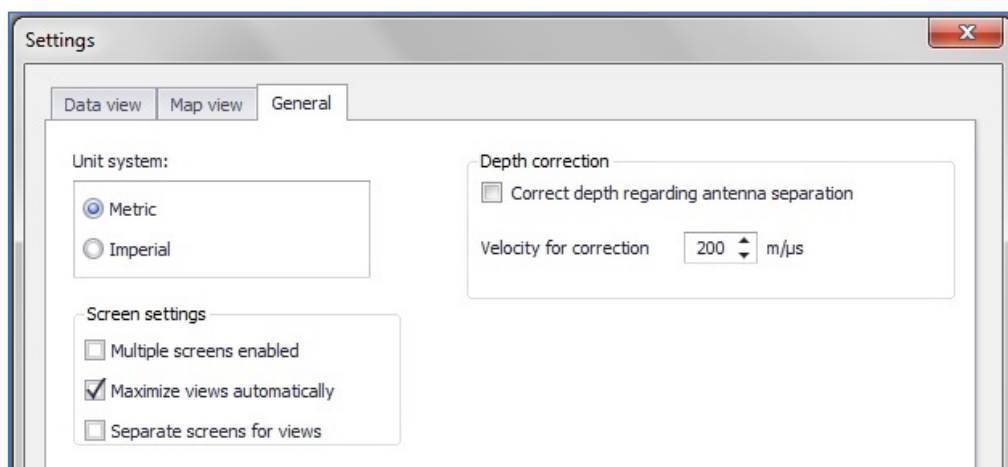 Settings
Data view Map view General
Unit system:
Metric
Imperial
Screen settings
Multiple screens enabled
Maximize views automatically
Separate screens for views
Depth correction
Correct depth regarding antenna separation
Velocity for correction 200 m/µs